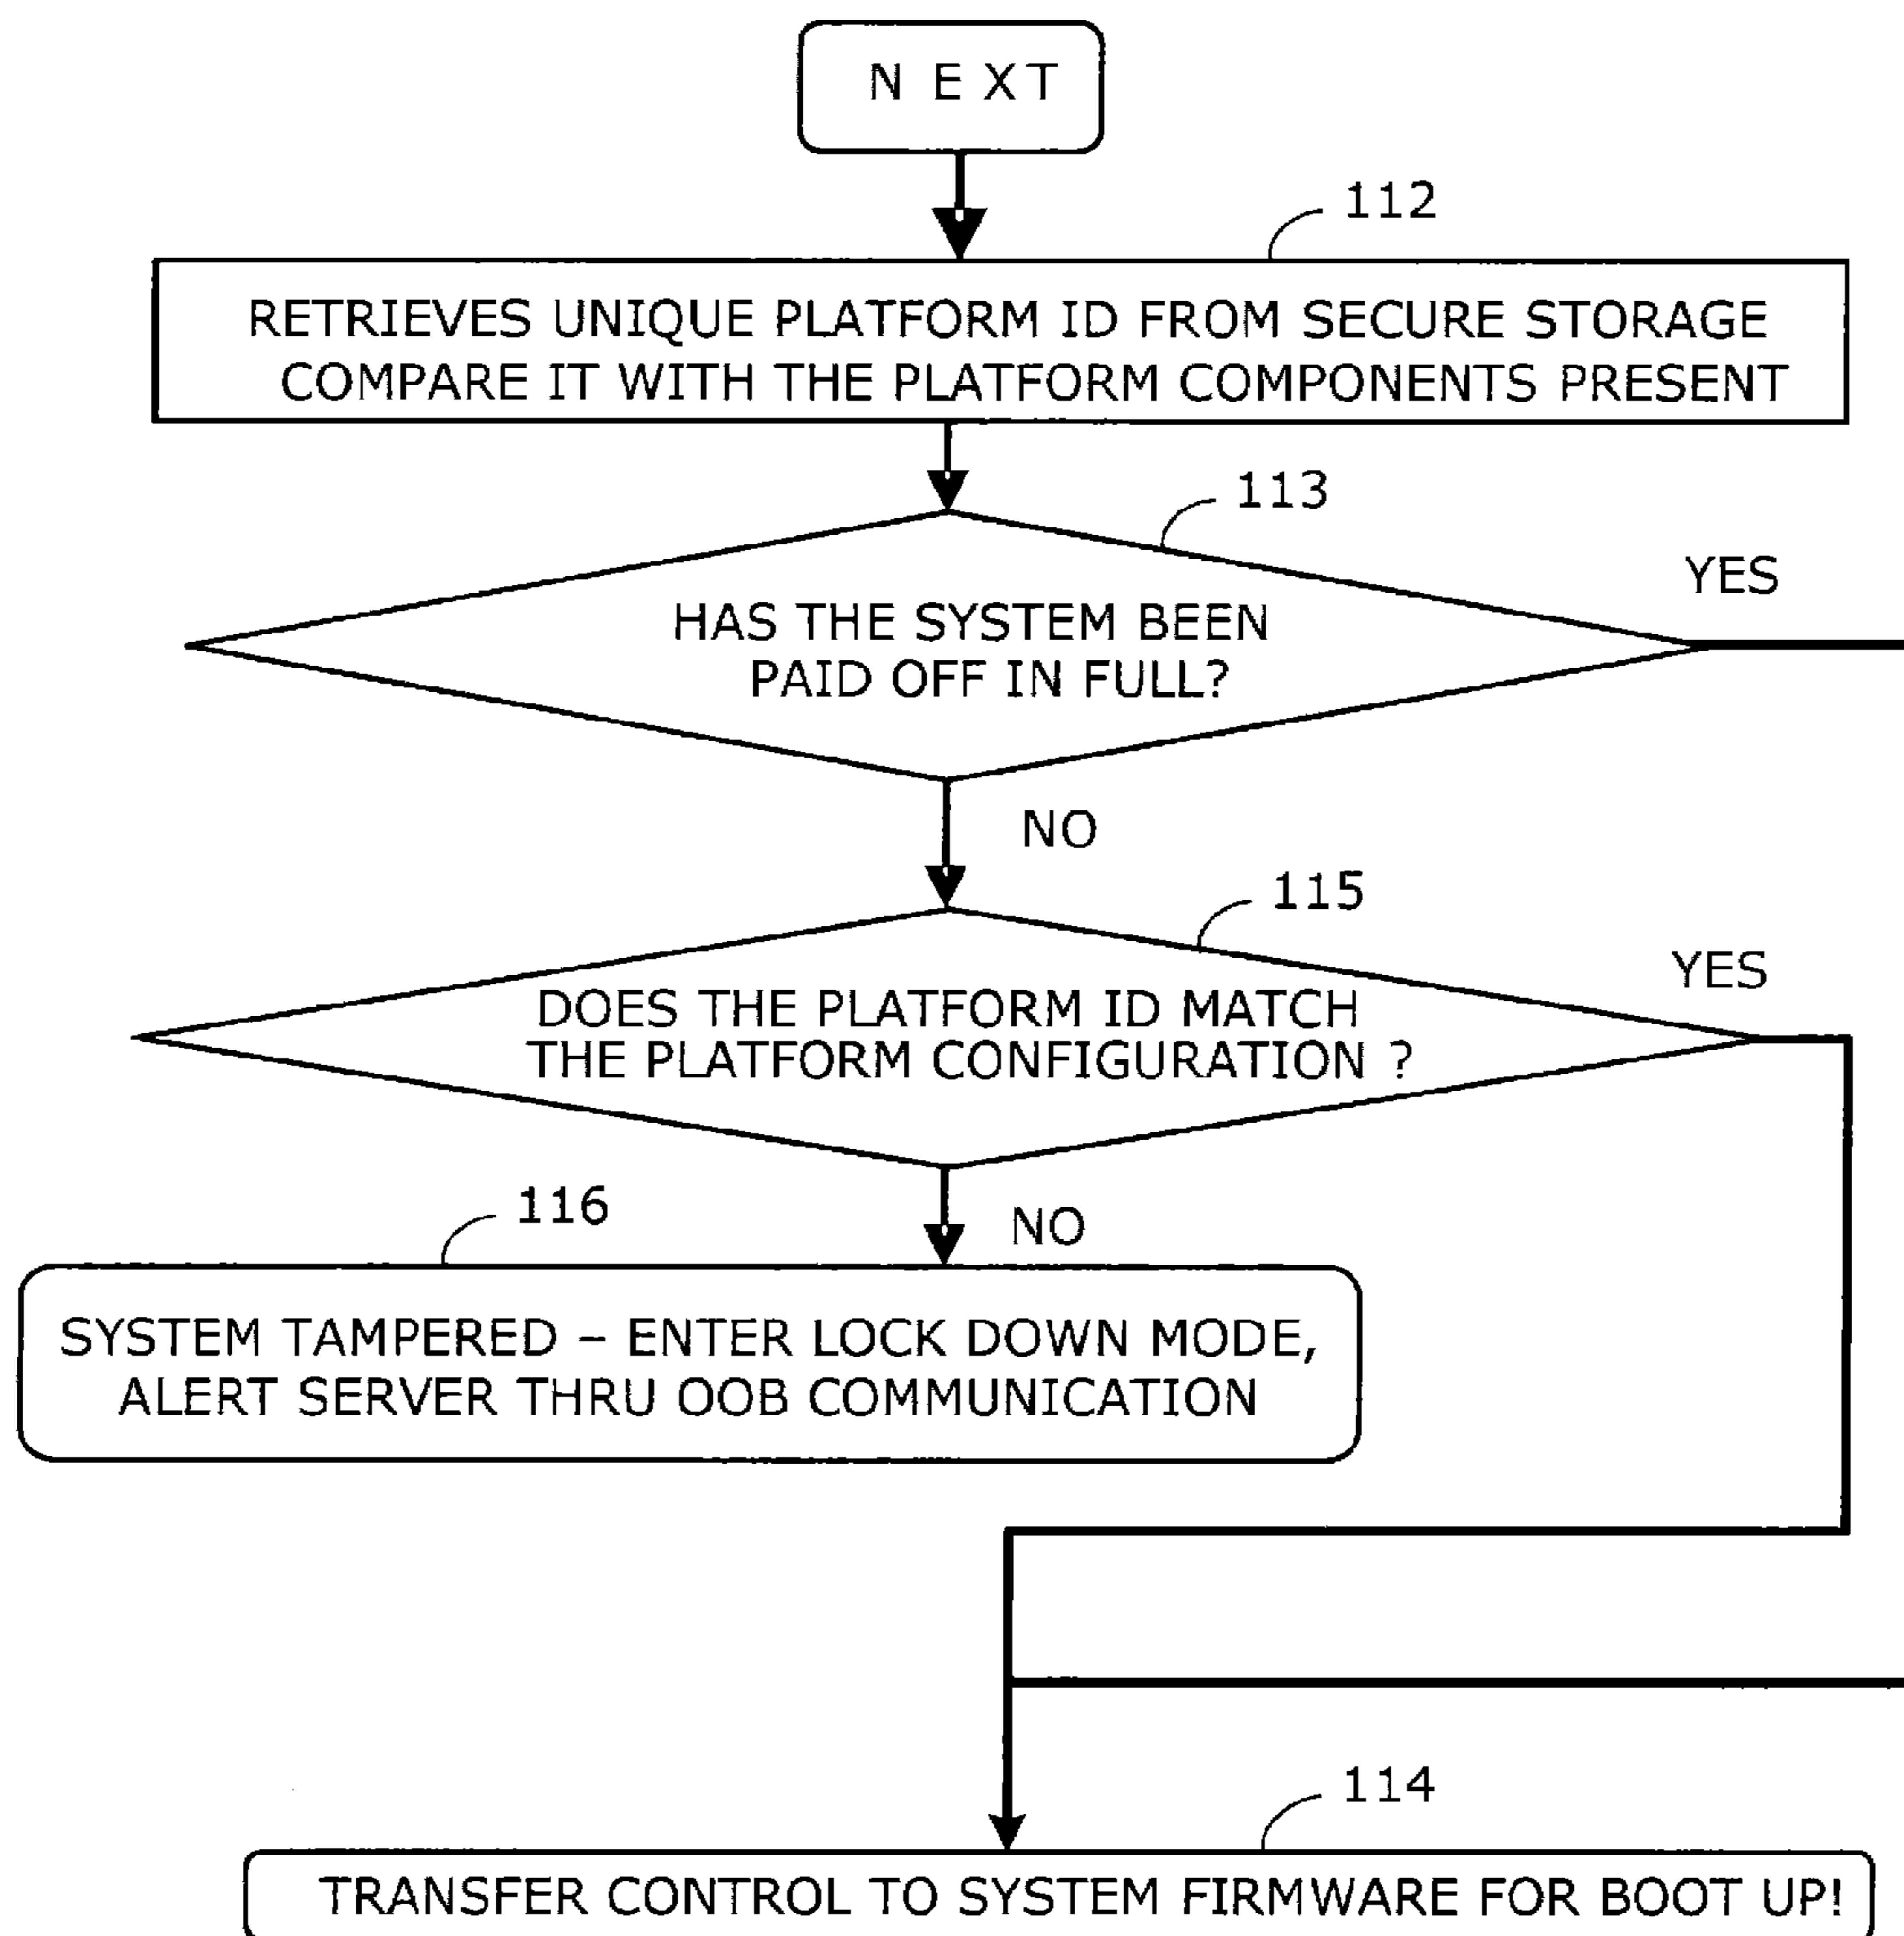 NEXT
112
RETRIEVES UNIQUE PLATFORM ID FROM SECURE STORAGE
COMPARE IT WITH THE PLATFORM COMPONENTS PRESENT
113
YES
HAS THE SYSTEM BEEN
PAID OFF IN FULL?
NO
115
YES
DOES THE PLATFORM ID MATCH
THE PLATFORM CONFIGURATION ?
116
NO
SYSTEM TAMPERED – ENTER LOCK DOWN MODE,
ALERT SERVER THRU OOB COMMUNICATION
114
TRANSFER CONTROL TO SYSTEM FIRMWARE FOR BOOT UP!